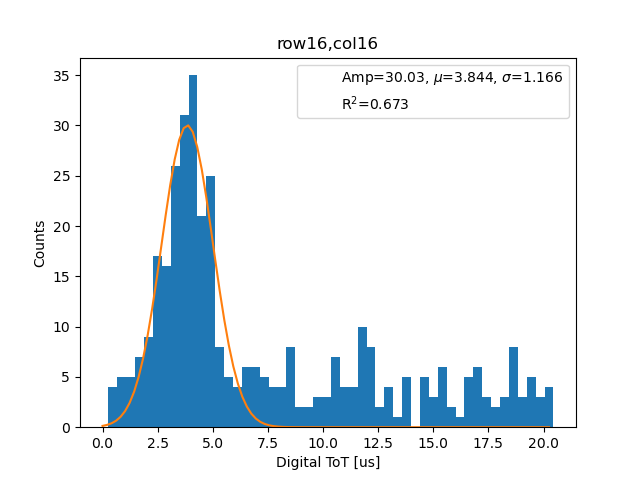 row16,col16
Amp=30.03, μ=3.844, σ=1.166
R²=0.673
Counts
35
30
25
20
15
10
5
0
0.0 2.5 5.0 7.5 10.0 12.5 15.0 17.5 20.0
Digital ToT [us]